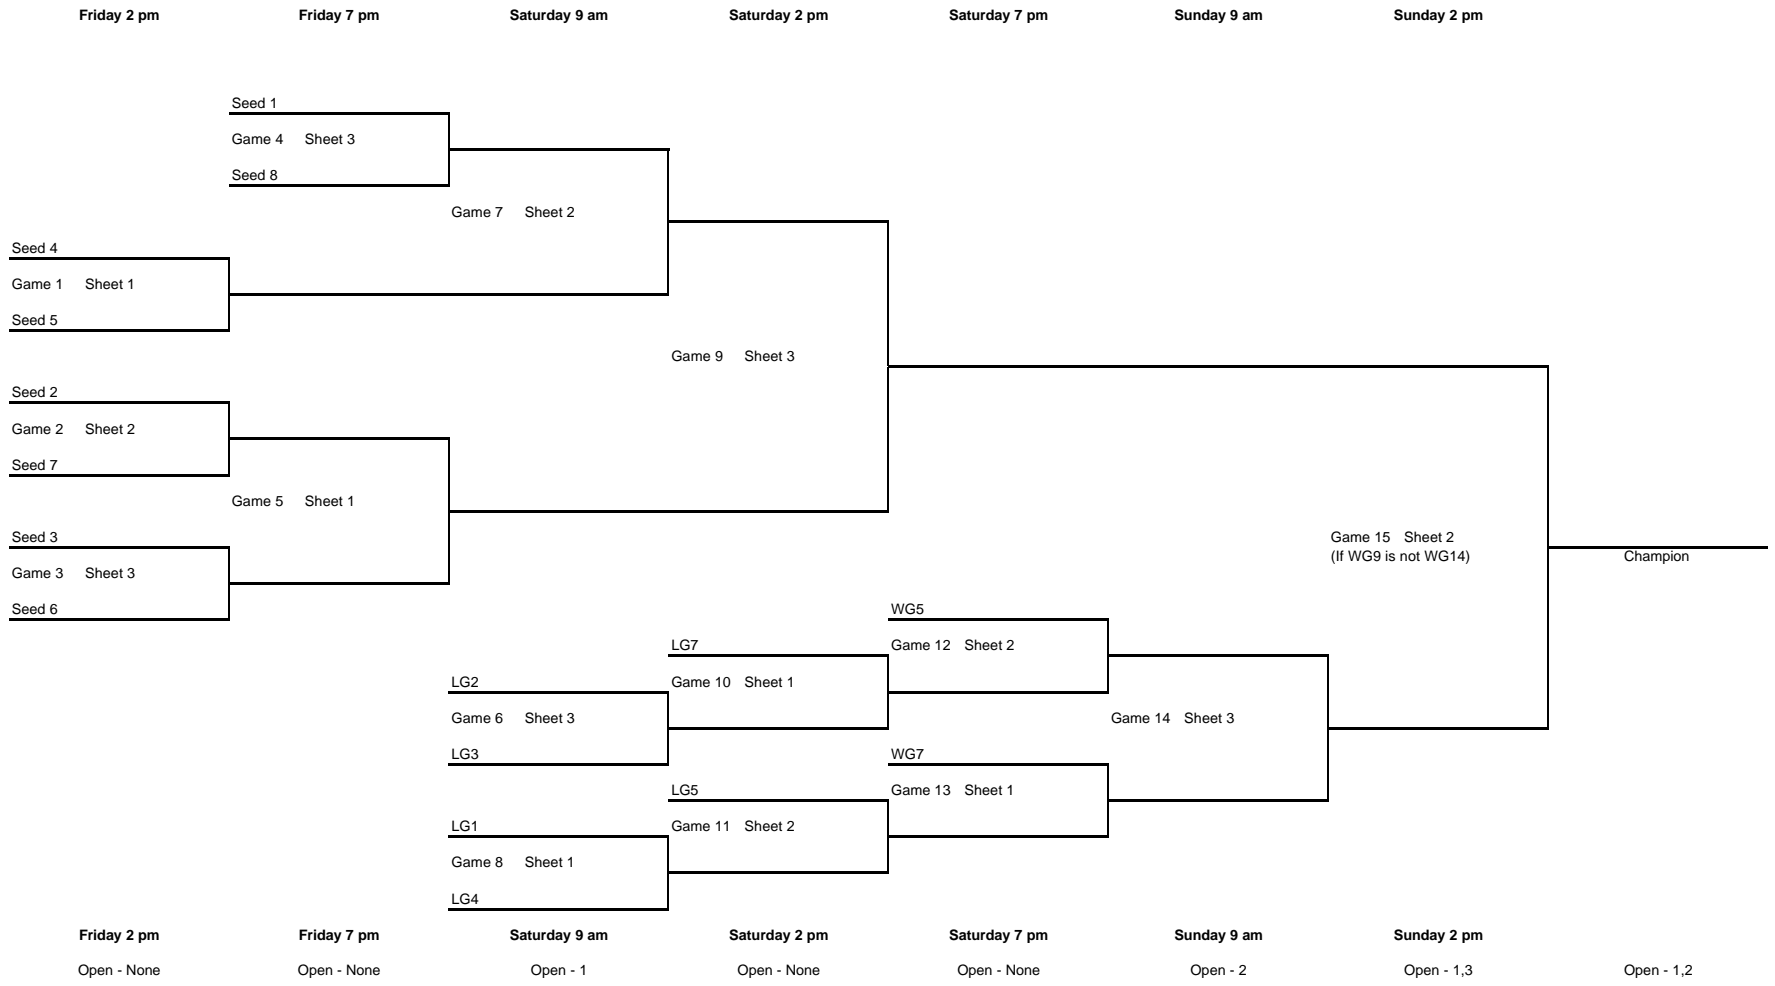 Friday 2 pm Friday 7 pm Saturday 9 am Saturday 2 pm Saturday 7 pm Sunday 9 am Sunday 2 pm
Seed 1
Game 4 Sheet 3
Seed 8
Game 7 Sheet 2
Seed 4
Game 1 Sheet 1
Seed 5
Game 9 Sheet 3
Seed 2
Game 2 Sheet 2
Seed 7
Game 5 Sheet 1
Seed 3 Game 15 Sheet 2
(If WG9 is not WG14) Champion
Game 3 Sheet 3
Seed 6 WG5
LG7 Game 12 Sheet 2
LG2 Game 10 Sheet 1
Game 6 Sheet 3 Game 14 Sheet 3
LG3 WG7
LG5 Game 13 Sheet 1
LG1 Game 11 Sheet 2
Game 8 Sheet 1
LG4
Friday 2 pm Friday 7 pm Saturday 9 am Saturday 2 pm Saturday 7 pm Sunday 9 am Sunday 2 pm
Open - None Open - None Open - 1 Open - None Open - None Open - 2 Open - 1,3 Open - 1,2